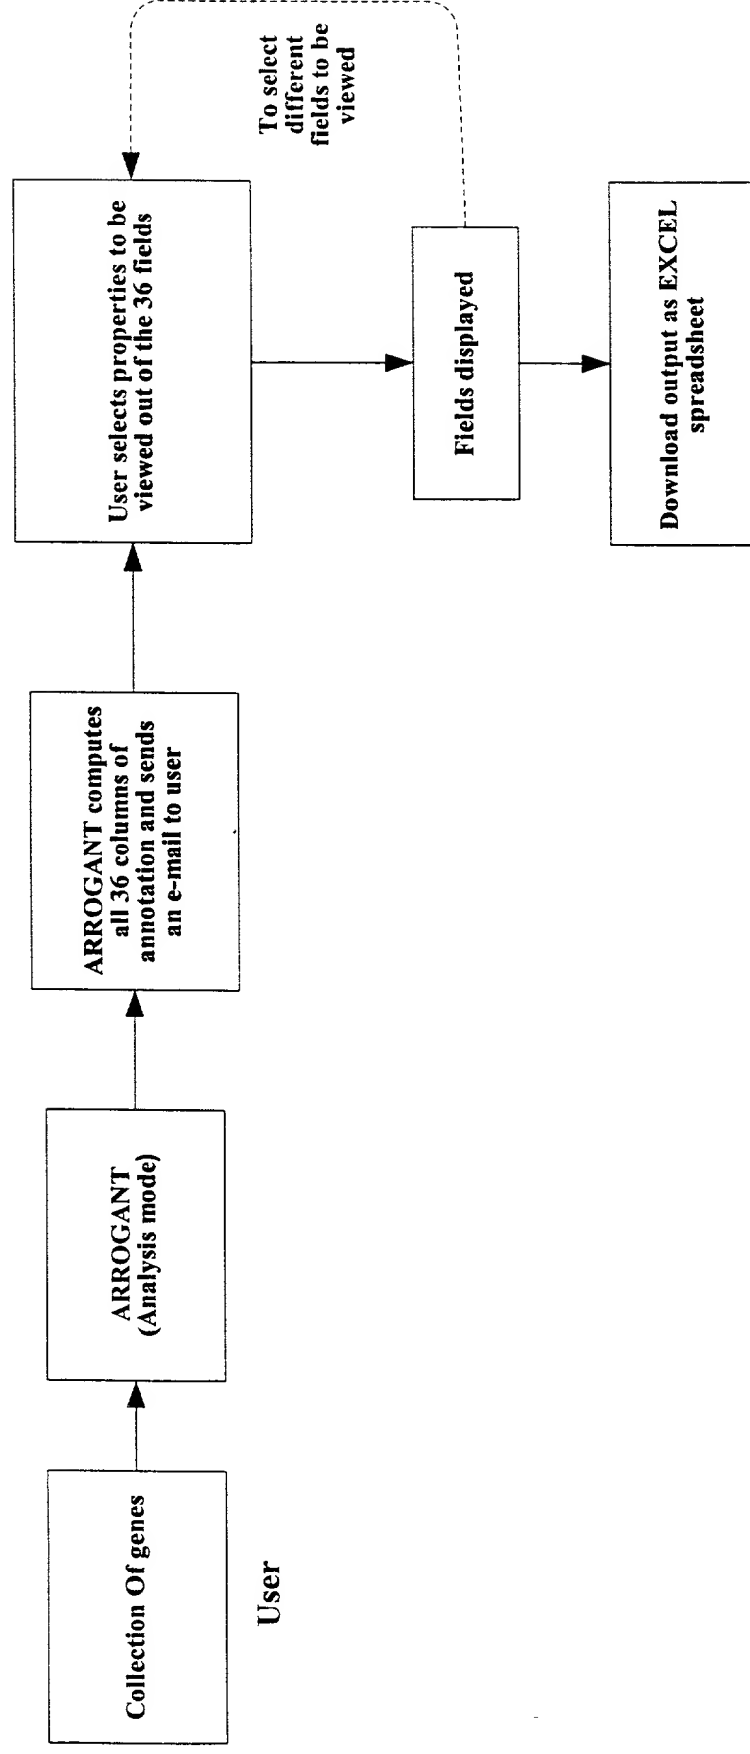 Collection Of genes
User
ARROGANT
(Analysis mode)
ARROGANT computes
all 36 columns of
annotation and sends
an e-mail to user
User selects properties to be
viewed out of the 36 fields
To select
different
fields to be
viewed
Fields displayed
Download output as EXCEL
spreadsheet